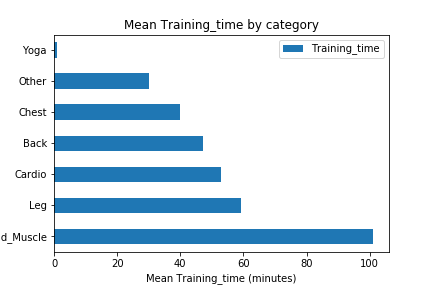 Mean Training_time by category
Training_time
Yoga
Other
Chest
Back
Cardio
Leg
d_Muscle
0 20 40 60 80 100
Mean Training_time (minutes)